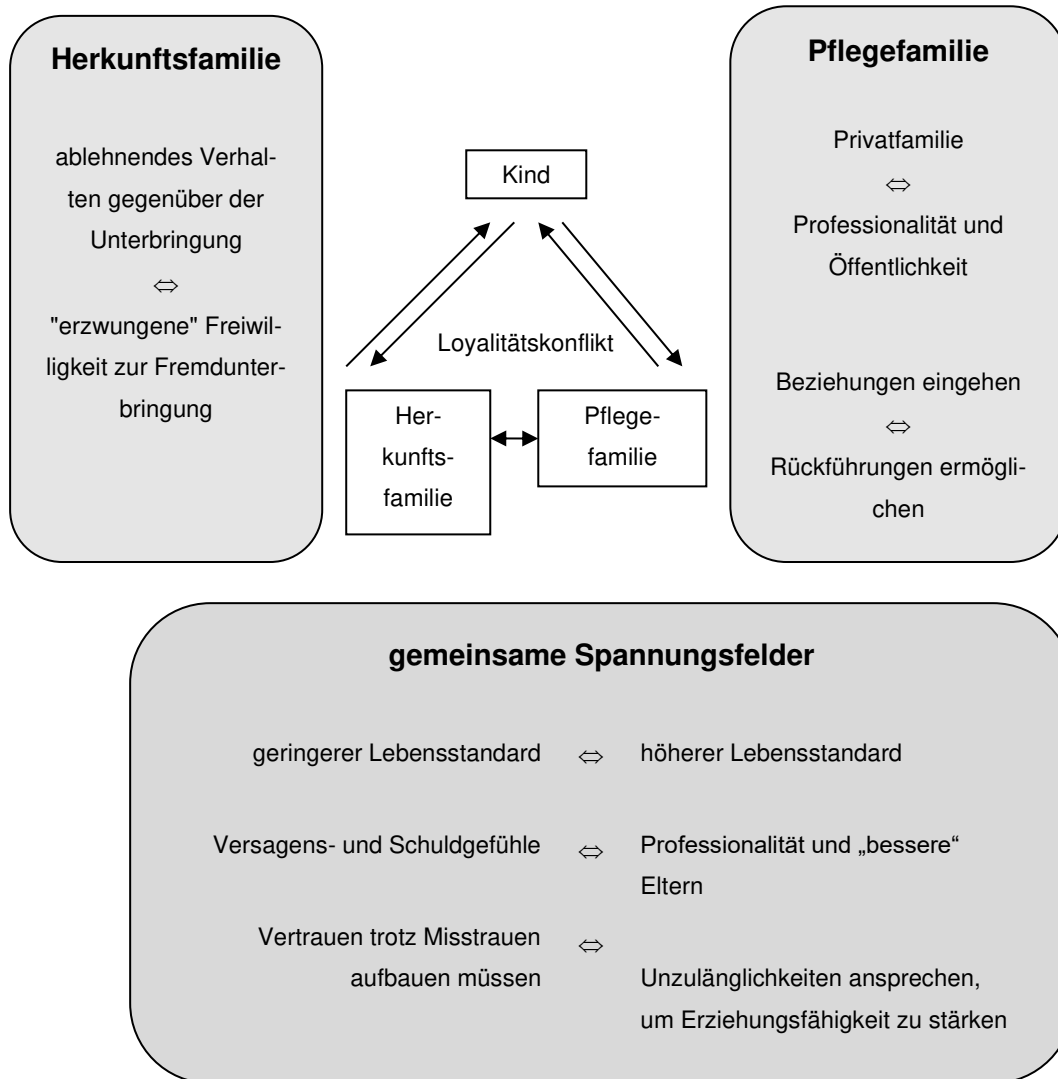 Herkunftsfamilie
ablehnendes Verhal-
ten gegenüber der
Unterbringung
⇔
"erzwungene" Freiwil-
ligkeit zur Fremdunter-
bringung
Kind
Loyalitätskonflikt
Her-
kunfts-
familie
Pflege-
familie
Pflegefamilie
Privatfamilie
⇔
Professionalität und
Öffentlichkeit
Beziehungen eingehen
⇔
Rückführungen ermögli-
chen
gemeinsame Spannungsfelder
geringerer Lebensstandard ⇔ höherer Lebensstandard
Versagens- und Schuldgefühle ⇔ Professionalität und „bessere“
Eltern
Vertrauen trotz Misstrauen ⇔
aufbauen müssen Unzulänglichkeiten ansprechen,
um Erziehungsfähigkeit zu stärken